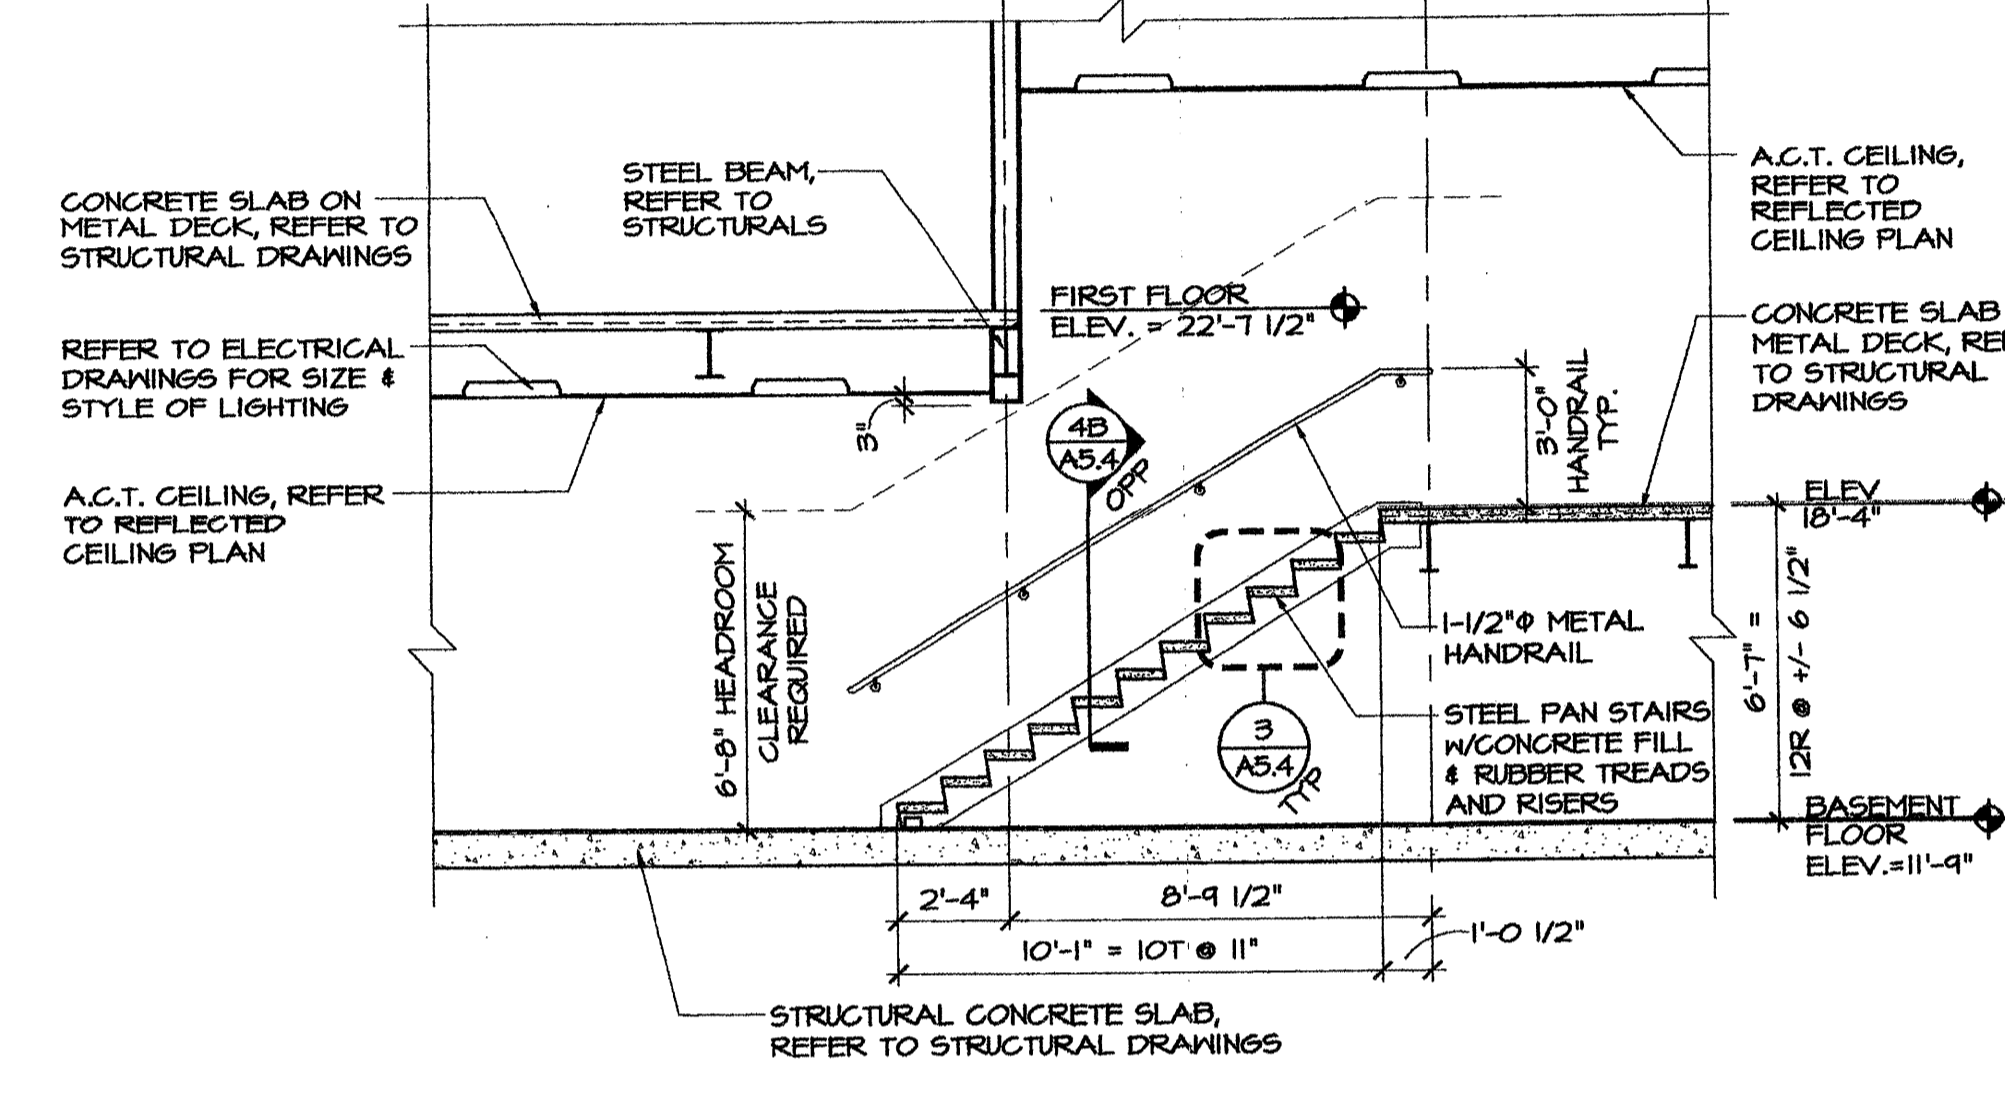 CONCRETE SLAB ON
METAL DECK, REFER TO
STRUCTURAL DRAWINGS
STEEL BEAM,
REFER TO
STRUCTURALS
A.C.T. CEILING,
REFER TO
REFLECTED
CEILING PLAN
FIRST FLOOR
ELEV. = 22'-7 1/2"
CONCRETE SLAB
METAL DECK, RE
TO STRUCTURAL
DRAWINGS
REFER TO ELECTRICAL
DRAWINGS FOR SIZE &
STYLE OF LIGHTING
3"
4B
A5.4
OPP
3'-0"
HANDRAIL
TYP.
A.C.T. CEILING, REFER
TO REFLECTED
CEILING PLAN
ELEV
18'-4"
6'-8" HEADROOM
CLEARANCE
REQUIRED
1-1/2"Φ METAL
HANDRAIL
6'-7" =
12R @ +/- 6 1/2"
STEEL PAN STAIRS
W/CONCRETE FILL
& RUBBER TREADS
AND RISERS
3
A5.4
TYP
BASEMENT
FLOOR
ELEV.=11'-9"
2'-4"
8'-9 1/2"
10'-1" = 10T @ 11"
1'-0 1/2"
STRUCTURAL CONCRETE SLAB,
REFER TO STRUCTURAL DRAWINGS